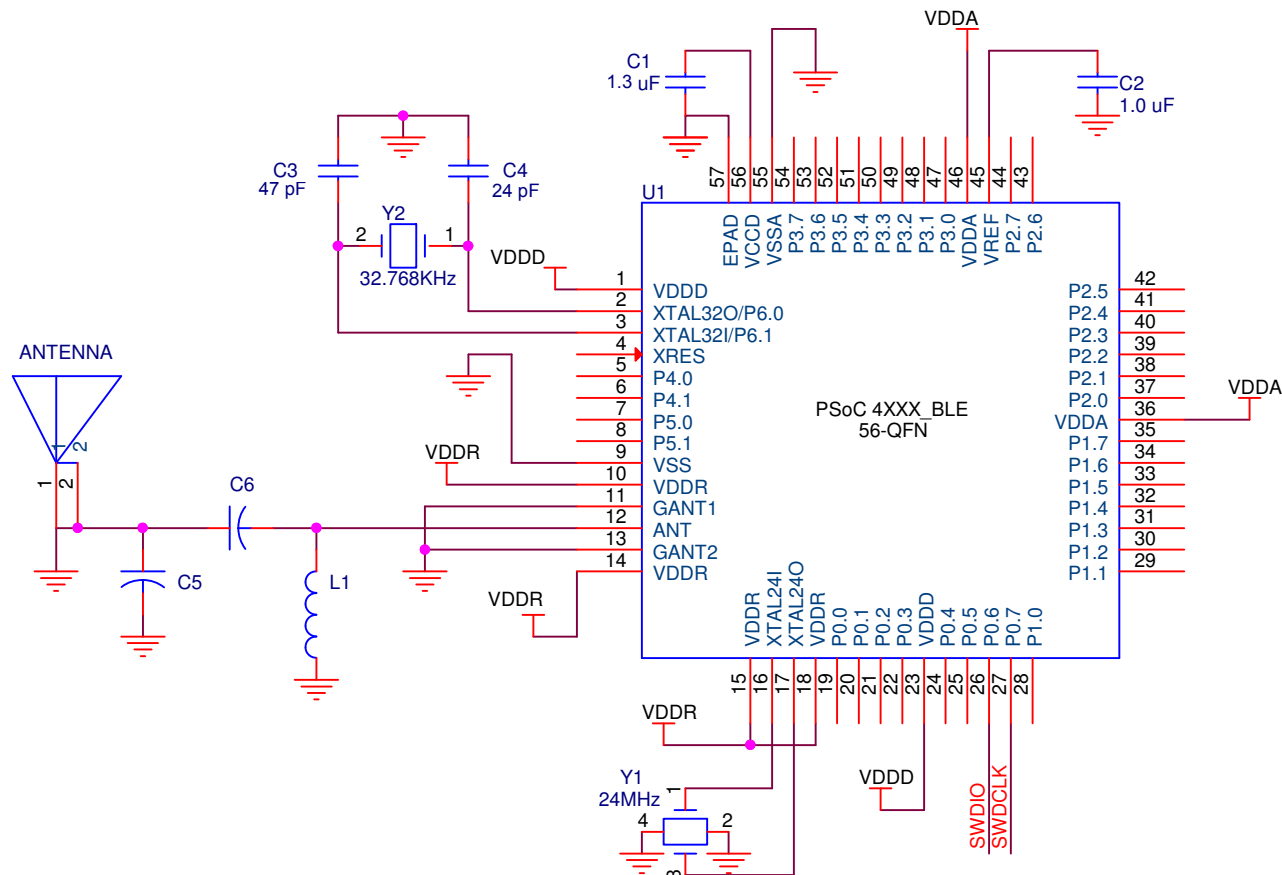 VDDA
C1
1.3 uF
C2
1.0 uF
C3
47 pF
C4
24 pF
Y2
2
1
32.768KHz
U1
57
56
55
54
53
52
51
50
49
48
47
46
45
44
43
EPAD
VCCD
VSSA
P3.7
P3.6
P3.5
P3.4
P3.3
P3.2
P3.1
P3.0
VDDA
VREF
P2.7
P2.6
VDDD
1 VDDD
2 XTAL32O/P6.0
3 XTAL32I/P6.1
4 XRES
5 P4.0
6 P4.1
7 P5.0
8 P5.1
9 VSS
10 VDDR
11 GANT1
12 ANT
13 GANT2
14 VDDR
PSoC 4XXX_BLE
56-QFN
P2.5 42
P2.4 41
P2.3 40
P2.2 39
P2.1 38
P2.0 37
VDDA 36
P1.7 35
P1.6 34
P1.5 33
P1.4 32
P1.3 31
P1.2 30
P1.1 29
VDDA
ANTENNA
1
2
1
2
VDDR
C6
C5
L1
VDDR
VDDR
XTAL24I
XTAL24O
VDDR
P0.0
P0.1
P0.2
P0.3
VDDD
P0.4
P0.5
P0.6
P0.7
P1.0
15
16
17
18
19
20
21
22
23
24
25
26
27
28
VDDR
VDDD
SWDIO
SWDCLK
Y1
24MHz
1
4
2